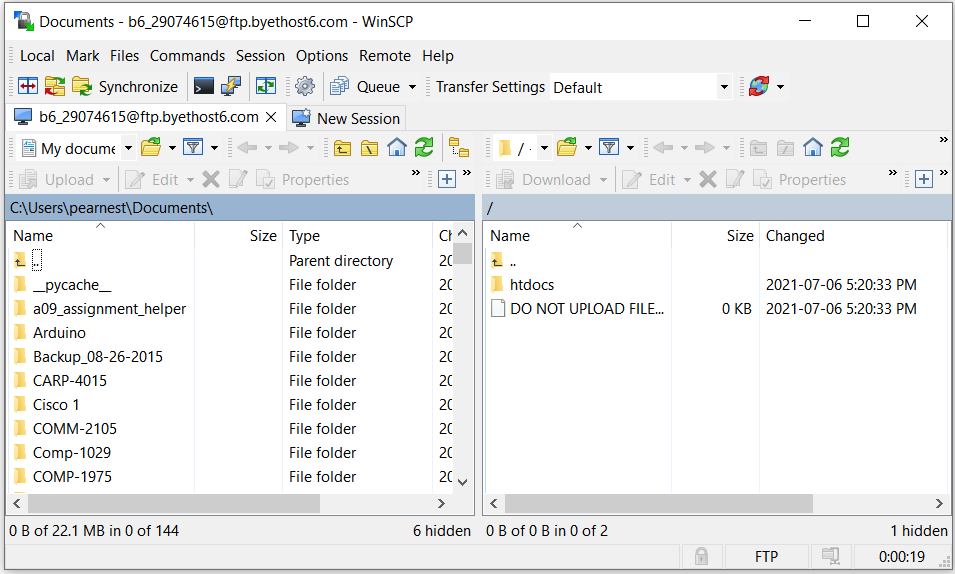 Documents - b6_29074615@ftp.byethost6.com - WinSCP
Local Mark Files Commands Session Options Remote Help
Synchronize Queue Transfer Settings Default
b6_29074615@ftp.byethost6.com New Session
My docume /
Upload Edit Properties Download Edit Properties
C:\Users\pearnest\Documents\ /
Name Size Type Name Size Changed
.. Parent directory 20 ..
__pycache__ File folder 20 htdocs 2021-07-06 5:20:33 PM
a09_assignment_helper File folder 20 DO NOT UPLOAD FILE... 0 KB 2021-07-06 5:20:33 PM
Arduino File folder 20
Backup_08-26-2015 File folder 20
CARP-4015 File folder 20
Cisco 1 File folder 20
COMM-2105 File folder 20
Comp-1029 File folder 20
COMP-1975 File folder 20
0 B of 22.1 MB in 0 of 144 6 hidden 0 B of 0 B in 0 of 2 1 hidden
FTP 0:00:19